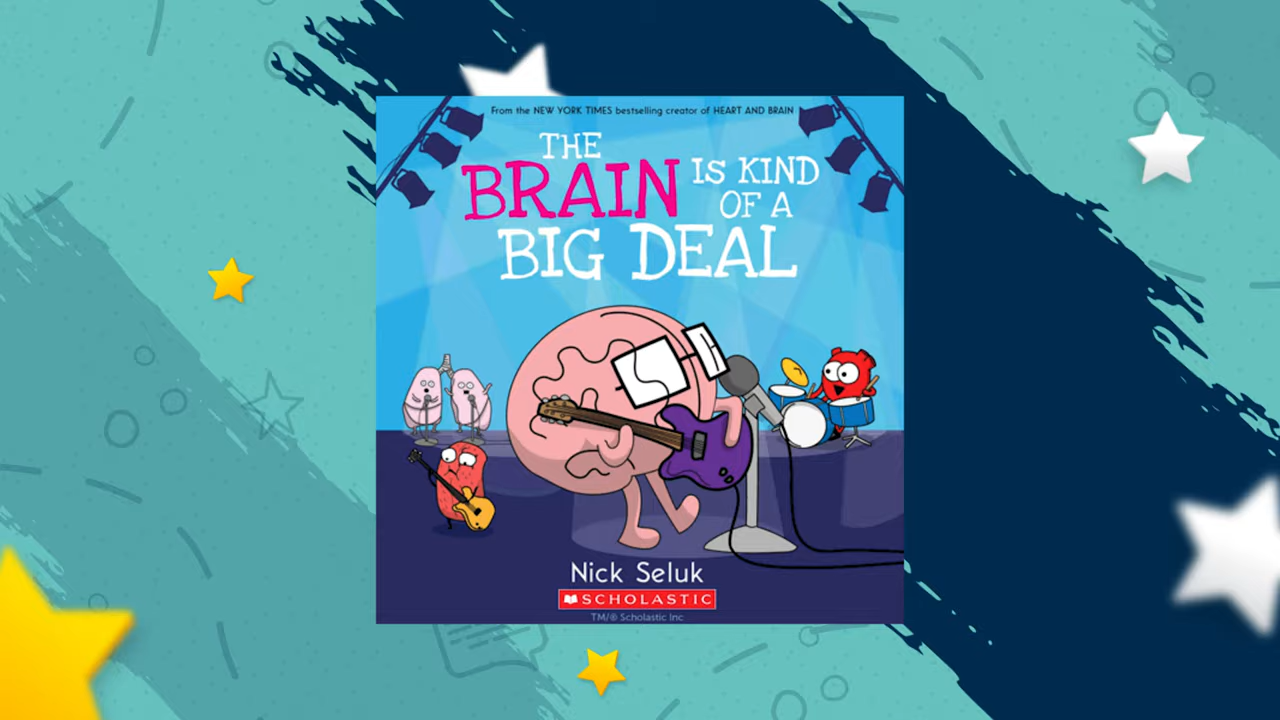 From the NEW YORK TIMES bestselling creator of HEART AND BRAIN
THE
BRAIN IS KIND
OF A
BIG DEAL
Nick Seluk
SCHOLASTIC
TM/® Scholastic Inc